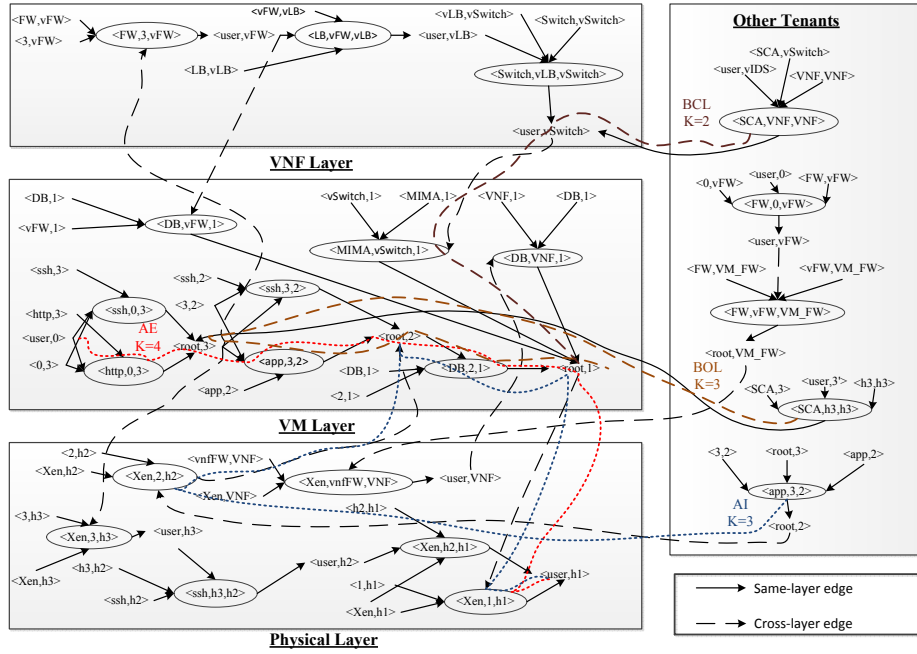 <FW,vFW>
<3,vFW>
<FW,3,vFW>
<user,vFW>
<vFW,vLB>
<LB,vFW,vLB>
<LB,vLB>
<user,vLB>
<vLB,vSwitch>
<Switch,vSwitch>
<Switch,vLB,vSwitch>
<user,vSwitch>
VNF Layer
BCL
K=2
Other Tenants
<SCA,vSwitch>
<user,vIDS>
<VNF,VNF>
<SCA,VNF,VNF>
<user,0>
<0,vFW>
<FW,vFW>
<FW,0,vFW>
<user,vFW>
<FW,VM_FW>
<vFW,VM_FW>
<FW,vFW,VM_FW>
<root,VM_FW>
<user,3'>
<SCA,3>
<h3,h3>
<SCA,h3,h3>
<root,3>
<3,2>
<app,2>
<app,3,2>
<root,2>
AI
K=3
BOL
K=3
<DB,1>
<vFW,1>
<DB,vFW,1>
<vSwitch,1>
<MIMA,1>
<MIMA,vSwitch,1>
<VNF,1>
<DB,1>
<DB,VNF,1>
<ssh,3>
<ssh,0,3>
<http,3>
<user,0>
<0,3>
<http,0,3>
<root,3>
AE
K=4
<ssh,2>
<ssh,3,2>
<3,2>
<app,3,2>
<app,2>
<root,2>
<DB,1>
<2,1>
<DB,2,1>
<root,1>
VM Layer
<2,h2>
<Xen,h2>
<Xen,2,h2>
<vnfFW,VNF>
<Xen,VNF>
<Xen,vnfFW,VNF>
<user,VNF>
<3,h3>
<Xen,3,h3>
<Xen,h3>
<user,h3>
<h3,h2>
<ssh,h2>
<ssh,h3,h2>
<user,h2>
<h2,h1>
<Xen,h2,h1>
<1,h1>
<Xen,h1>
<Xen,1,h1>
<user,h1>
Physical Layer
Same-layer edge
Cross-layer edge